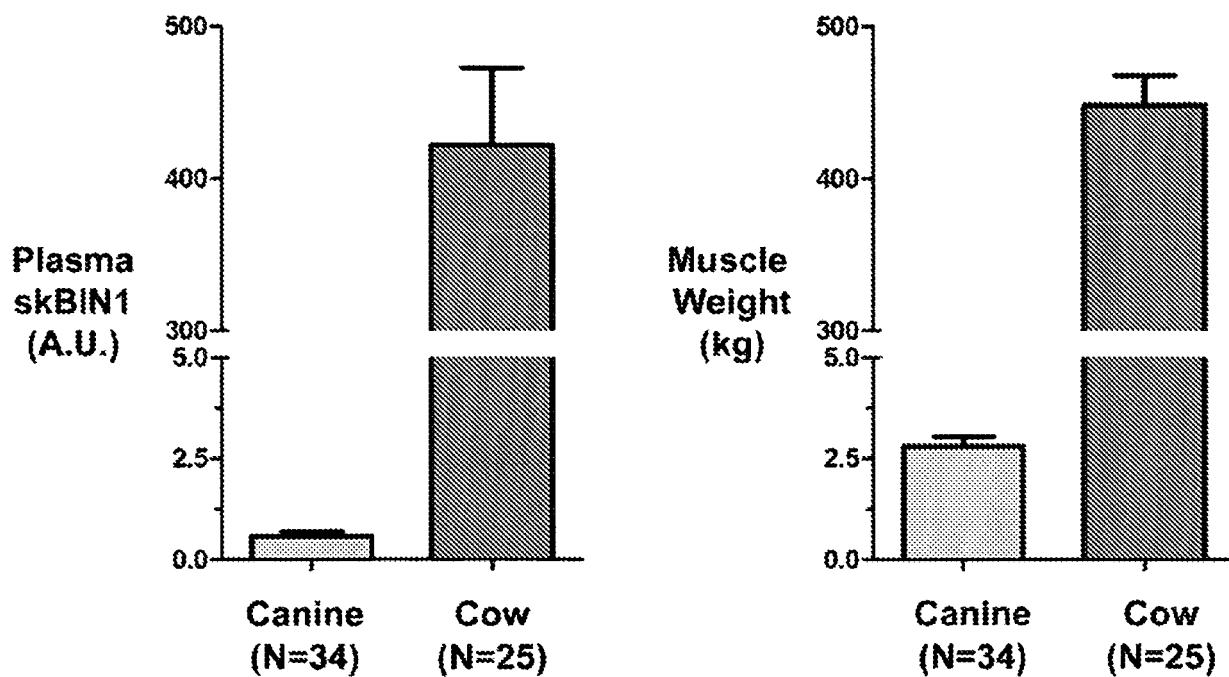 500
400
300
5.0
2.5
0.0
Plasma
skBIN1
(A.U.)
Canine
(N=34)
Cow
(N=25)
500
400
300
5.0
2.5
0.0
Muscle
Weight
(kg)
Canine
(N=34)
Cow
(N=25)